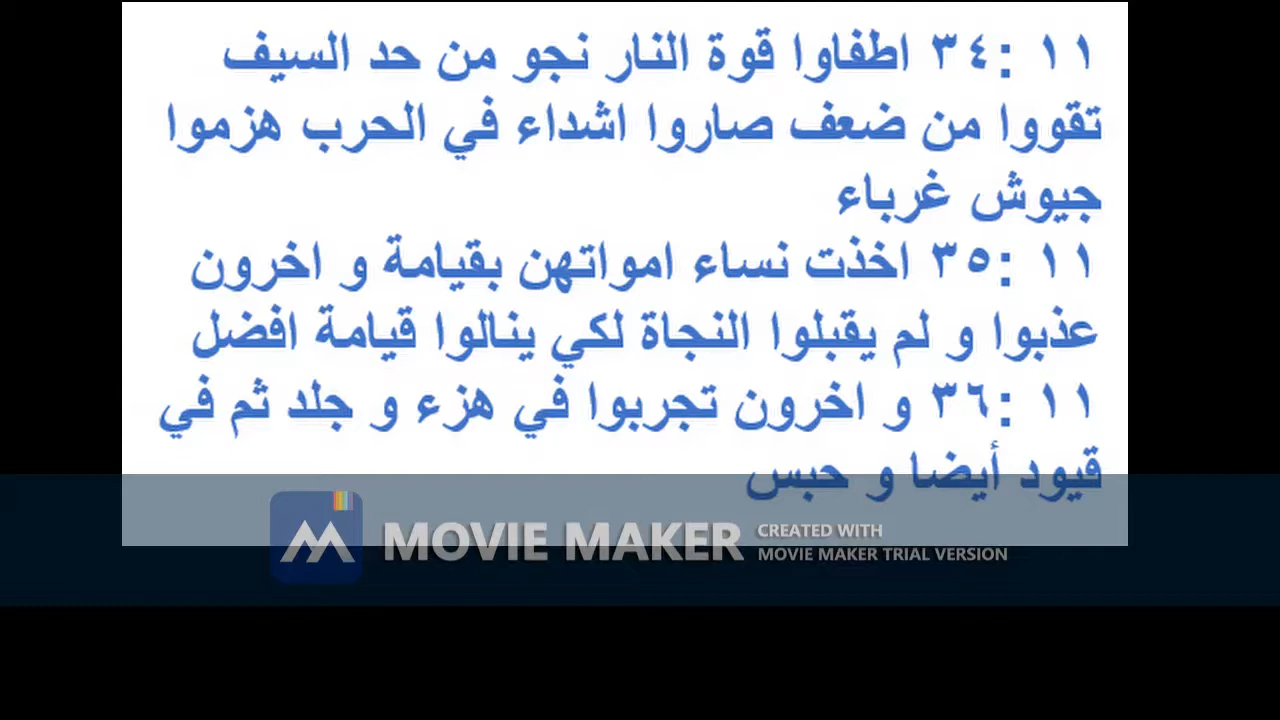 ١١ :٣٤ اطفاوا قوة النار نجو من حد السيف
تقووا من ضعف صاروا اشداء في الحرب هزموا
جيوش غرباء
١١ :٣٥ اخذت نساء امواتهن بقيامة و اخرون
عذبوا و لم يقبلوا النجاة لكي ينالوا قيامة افضل
١١ :٣٦ و اخرون تجربوا في هزء و جلد ثم في
قيود أيضا و حبس
MOVIE MAKER
CREATED WITH
MOVIE MAKER TRIAL VERSION